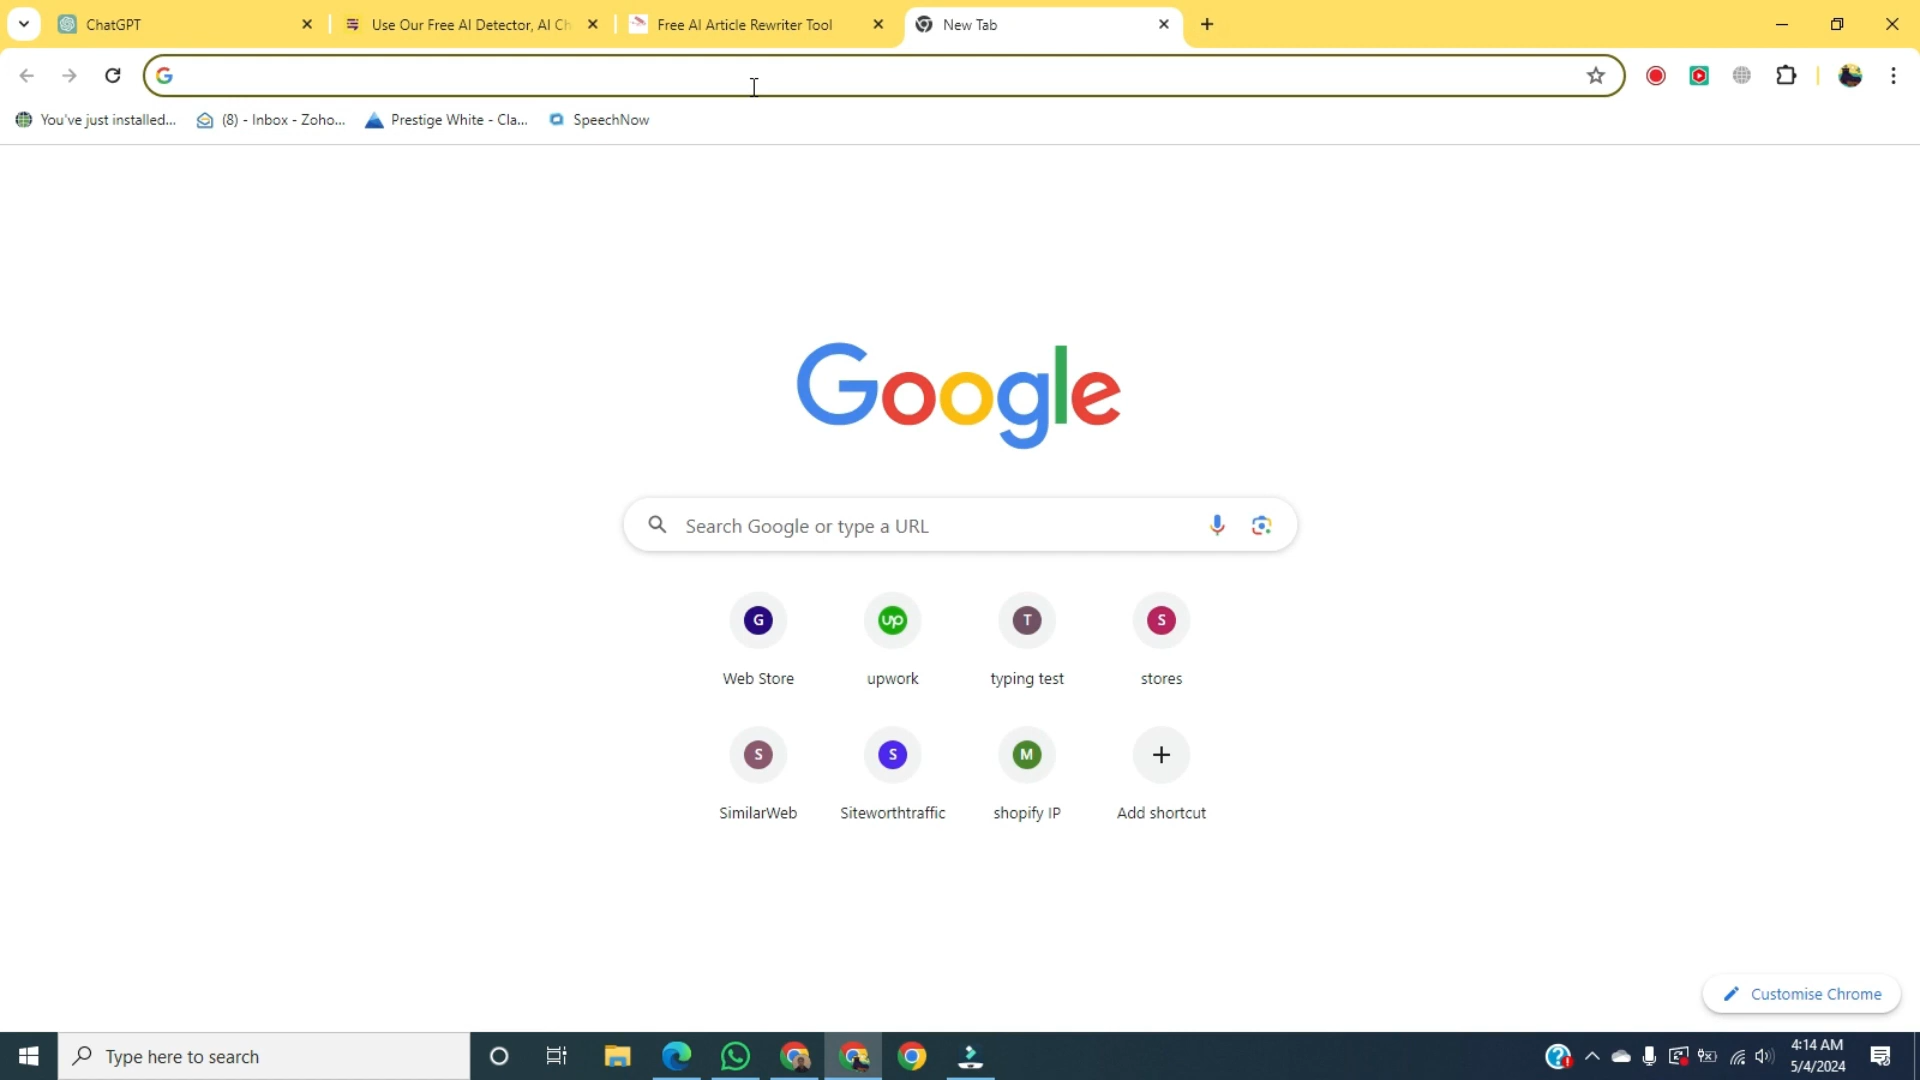 ChatGPT
Use Our Free AI Detector, AI Ch
Free AI Article Rewriter Tool
New Tab
You've just installed...
(8) - Inbox - Zoho...
Prestige White - Cla...
SpeechNow
Google
Search Google or type a URL
G
up
T
S
Web Store
upwork
typing test
stores
S
S
M
SimilarWeb
Siteworthtraffic
shopify IP
Add shortcut
Customise Chrome
Type here to search
4:14 AM
5/4/2024